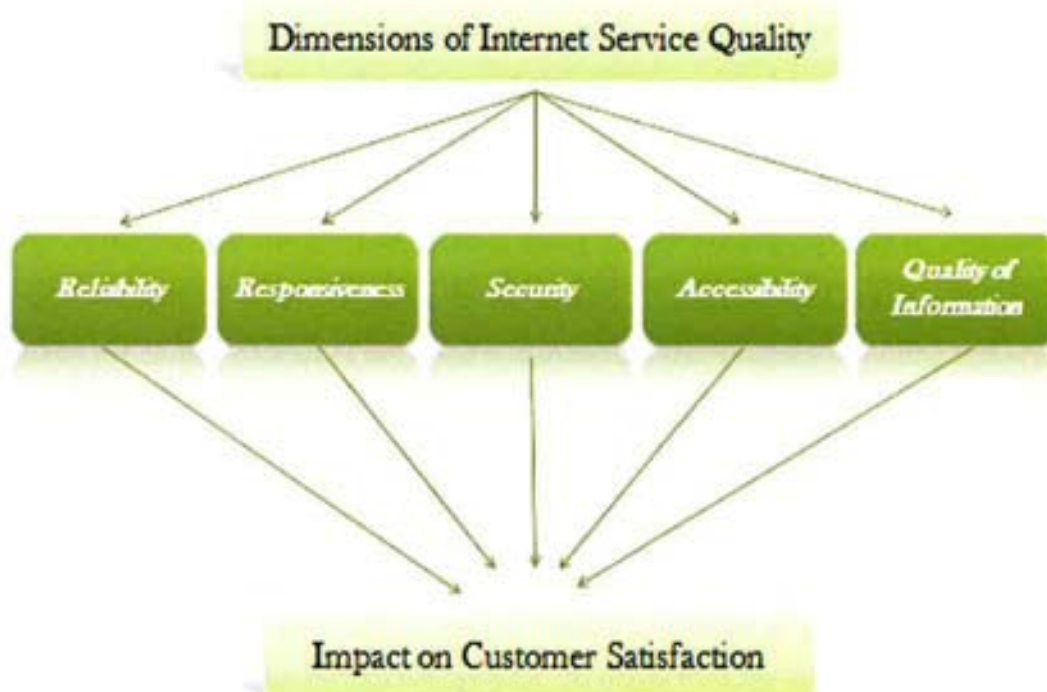 Dimensions of Internet Service Quality
Reliability
Responsiveness
Security
Accessibility
Quality of
Information
Impact on Customer Satisfaction